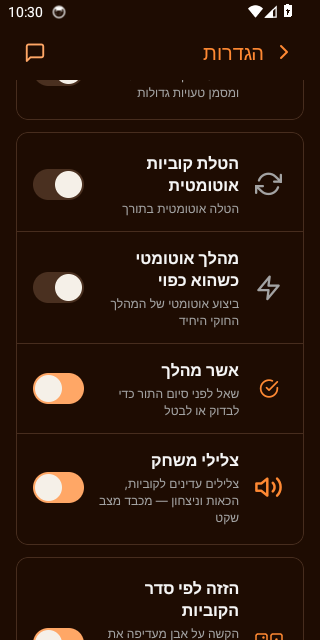 10:30
הגדרות
ומסמן טעויות גדולות
הטלת קוביות
אוטומטית
הטלה אוטומטית בתורך
מהלך אוטומטי
כשהוא כפוי
ביצוע אוטומטי של המהלך
החוקי היחיד
אשר מהלך
שאל לפני סיום התור כדי
לבדוק או לבטל
צלילי משחק
צלילים עדינים לקוביות,
הכאות וניצחון — מכבד מצב
שקט
הזזה לפי סדר
הקוביות
הקשה על אבן מעדיפה את